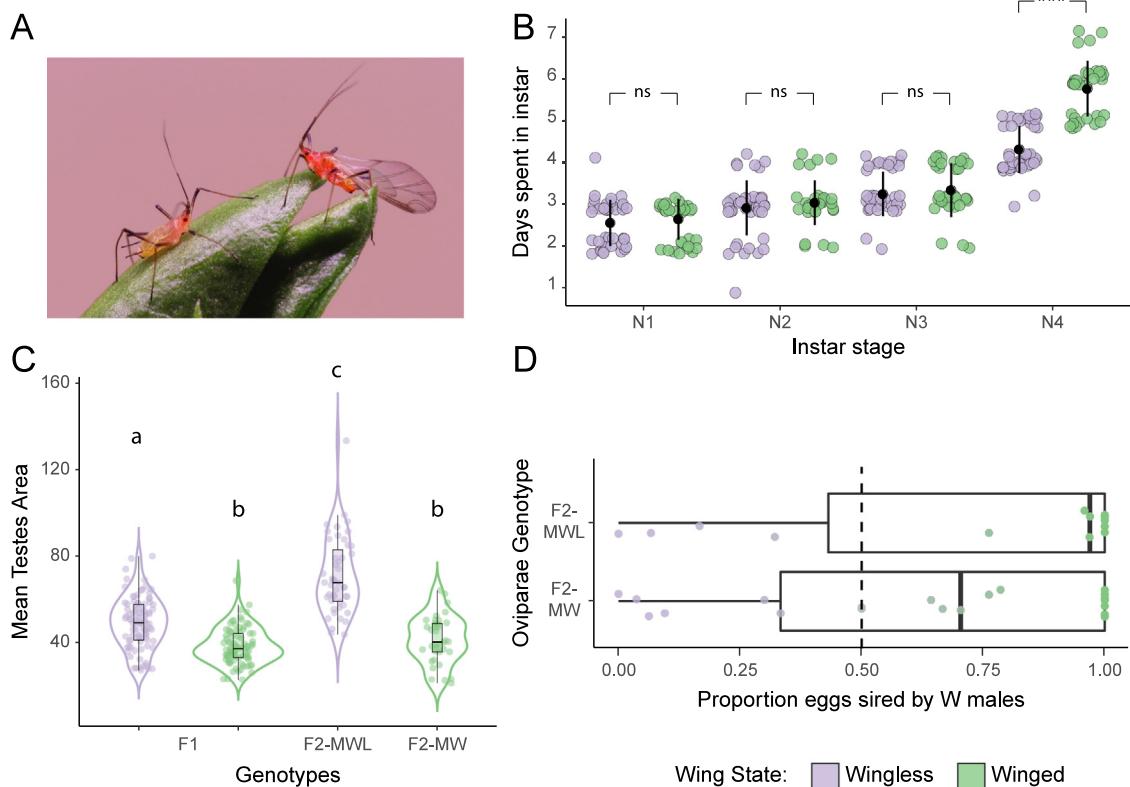 A
B
Days spent in instar
7
6
5
4
3
2
1
ns
ns
ns
N1
N2
N3
N4
Instar stage
C
Mean Testes Area
160
120
80
40
a
b
c
b
F1
F2-MWL
F2-MW
Genotypes
D
Oviparae Genotype
F2-
MWL
F2-
MW
0.00
0.25
0.50
0.75
1.00
Proportion eggs sired by W males
Wing State:
Wingless
Winged